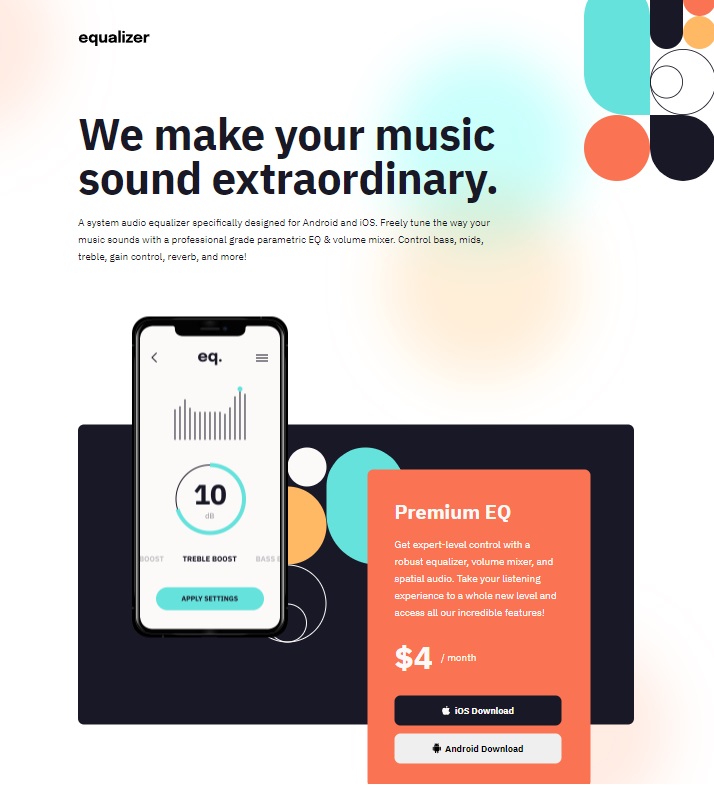 equalizer
We make your music
sound extraordinary.
A system audio equalizer specifically designed for Android and iOS. Freely tune the way your
music sounds with a professional grade parametric EQ & volume mixer. Control bass, mids,
treble, gain control, reverb, and more!
eq.
10
dB
BOOST TREBLE BOOST BASS
APPLY SETTINGS
Premium EQ
Get expert-level control with a
robust equalizer, volume mixer, and
spatial audio. Take your listening
experience to a whole new level and
access all our incredible features!
$4 / month
iOS Download
Android Download